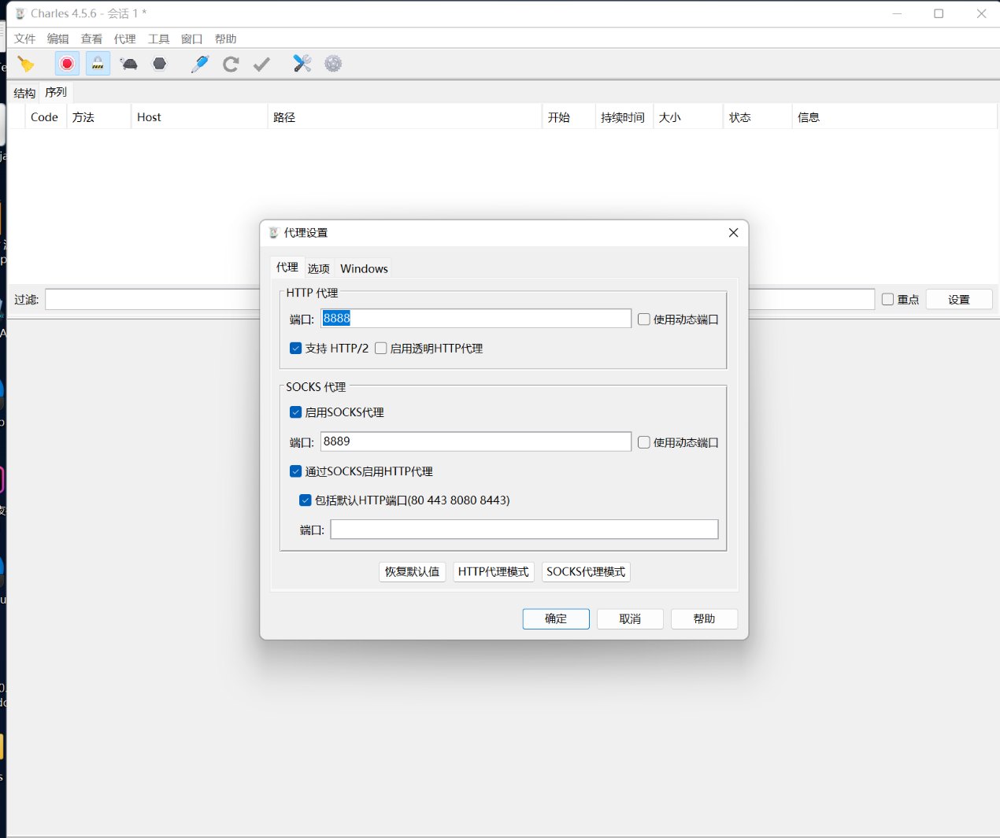 Charles 4.5.6 - 会话 1 *
文件 编辑 查看 代理 工具 窗口 帮助
结构 序列
Code 方法 Host 路径 开始 持续时间 大小 状态 信息
代理设置
代理 选项 Windows
HTTP 代理
过滤: 重点 设置
端口: 8888 使用动态端口
支持 HTTP/2 启用透明HTTP代理
SOCKS 代理
启用SOCKS代理
端口: 8889 使用动态端口
通过SOCKS启用HTTP代理
包括默认HTTP端口(80 443 8080 8443)
端口:
恢复默认值 HTTP代理模式 SOCKS代理模式
确定 取消 帮助